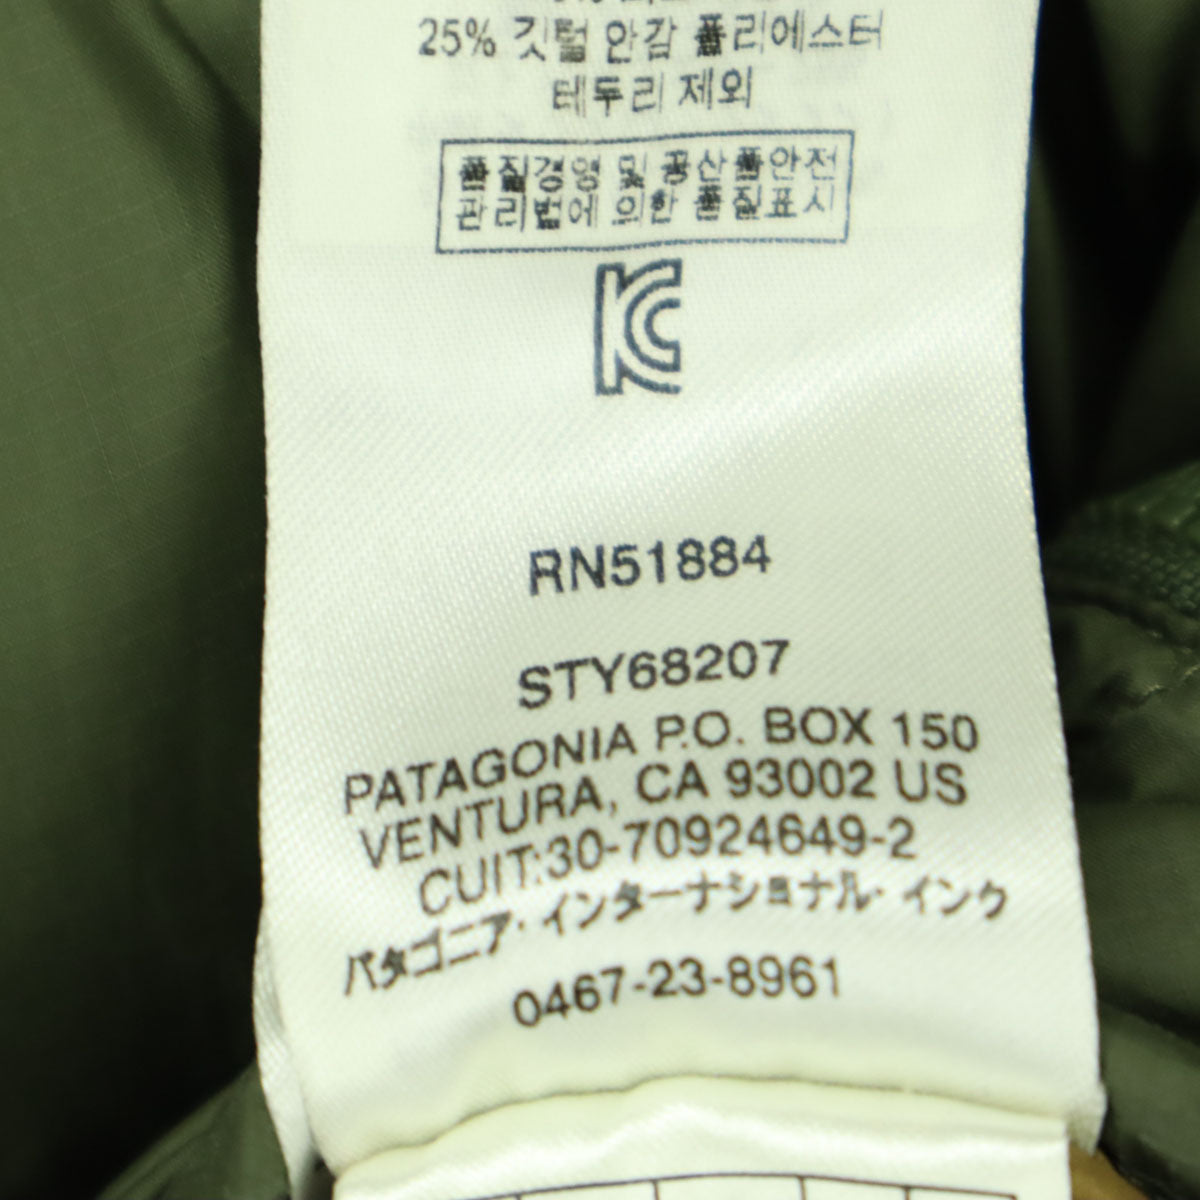 25% 깃털 안감 폴리에스터
테두리 제외
품질경영 및 공산품안전
관리법에 의한 품질표시
KC
RN51884
STY68207
PATAGONIA P.O. BOX 150
VENTURA, CA 93002 US
CUIT:30-70924649-2
パタゴニア・インターナショナル・インク
0467-23-8961